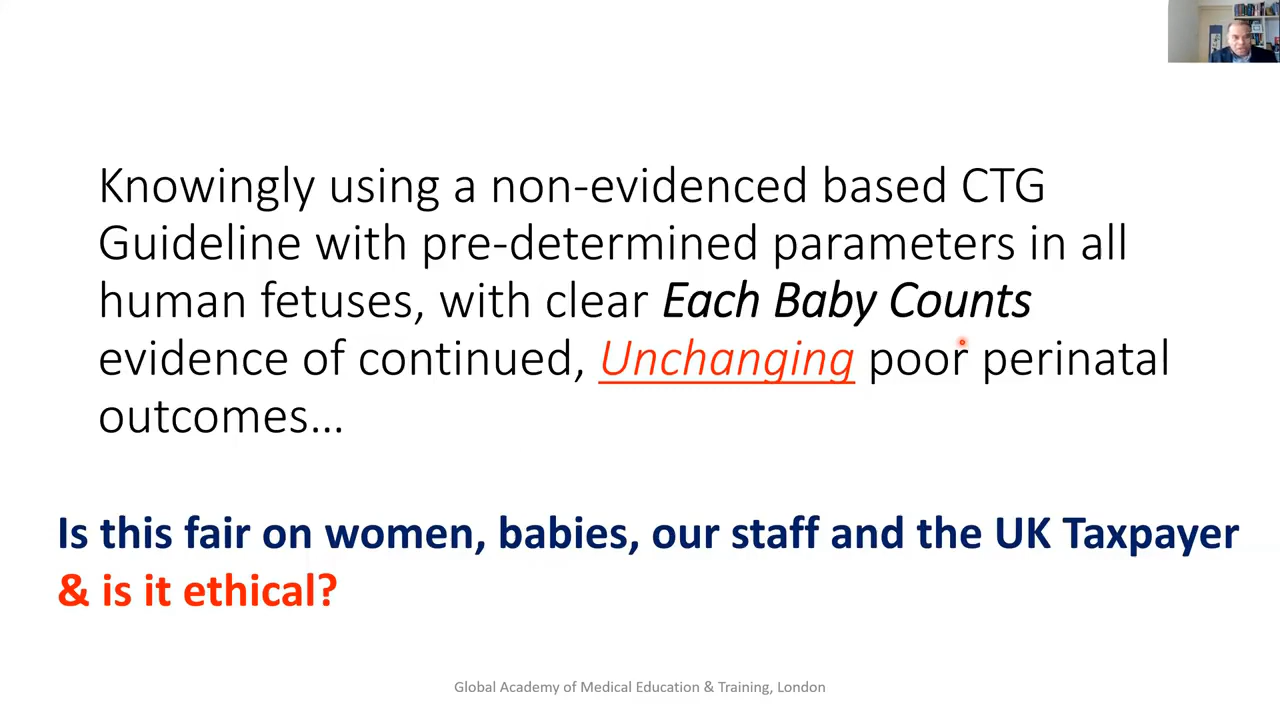 Knowingly using a non-evidenced based CTG
Guideline with pre-determined parameters in all
human fetuses, with clear Each Baby Counts
evidence of continued, Unchanging poor perinatal
outcomes...
Is this fair on women, babies, our staff and the UK Taxpayer
& is it ethical?
Global Academy of Medical Education & Training, London